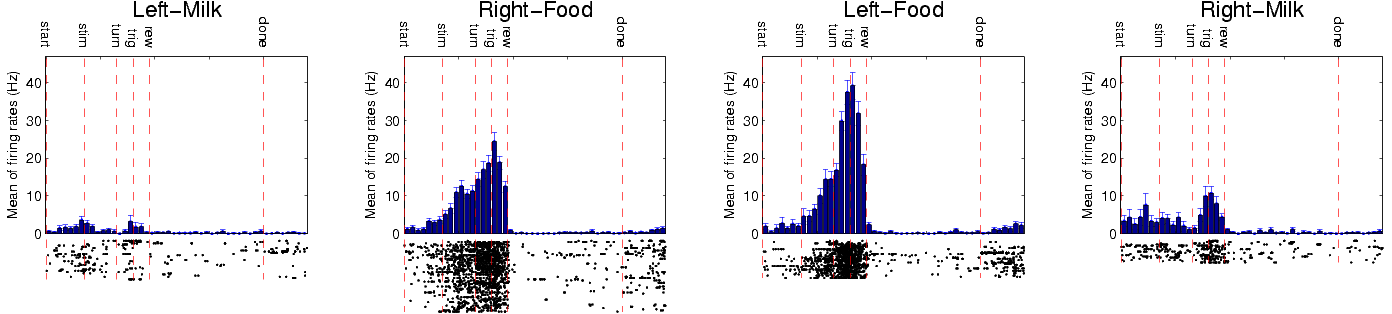 Left-Milk
start
stim
turn
trig
rew
done
Mean of firing rates (Hz)
40
30
20
10
0
Right-Food
start
stim
turn
trig
rew
done
Mean of firing rates (Hz)
40
30
20
10
0
Left-Food
start
stim
turn
trig
rew
done
Mean of firing rates (Hz)
40
30
20
10
0
Right-Milk
start
stim
turn
trig
rew
done
Mean of firing rates (Hz)
40
30
20
10
0